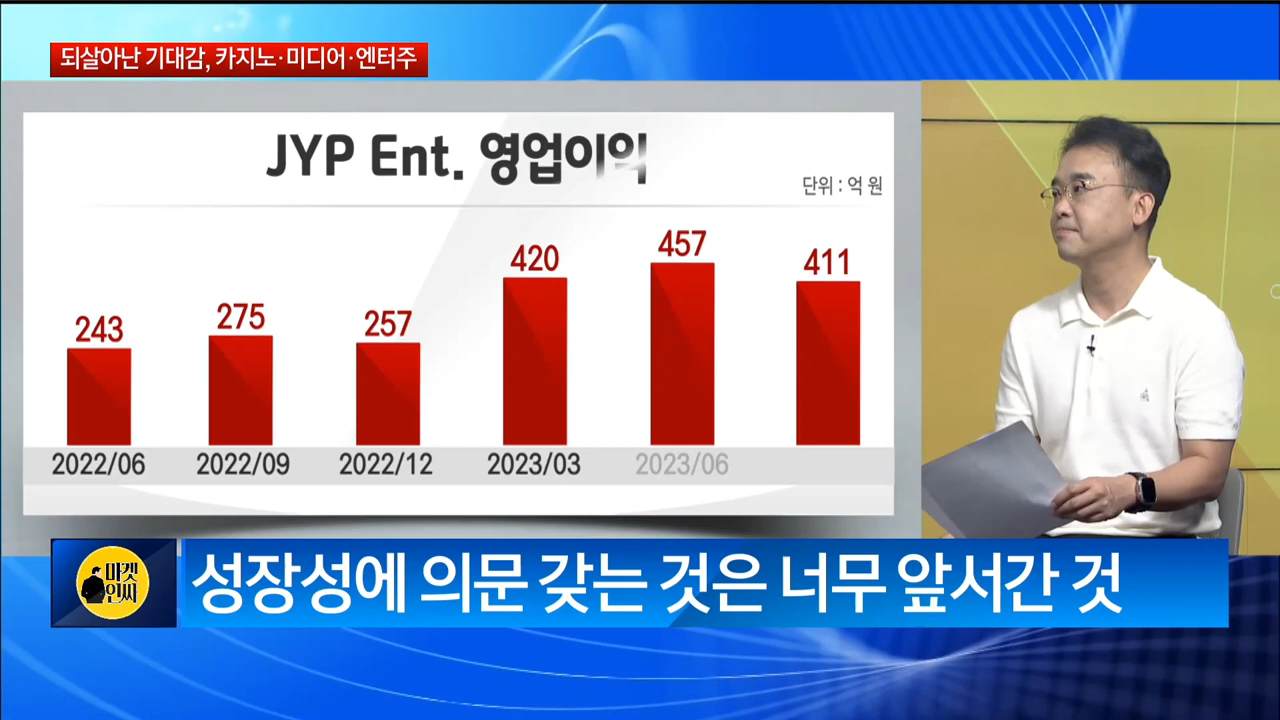 되살아난 기대감, 카지노·미디어·엔터주
JYP Ent. 영업이익
단위 : 억 원
243
275
257
420
457
411
2022/06
2022/09
2022/12
2023/03
2023/06
마켓
인싸
성장성에 의문 갖는 것은 너무 앞서간 것